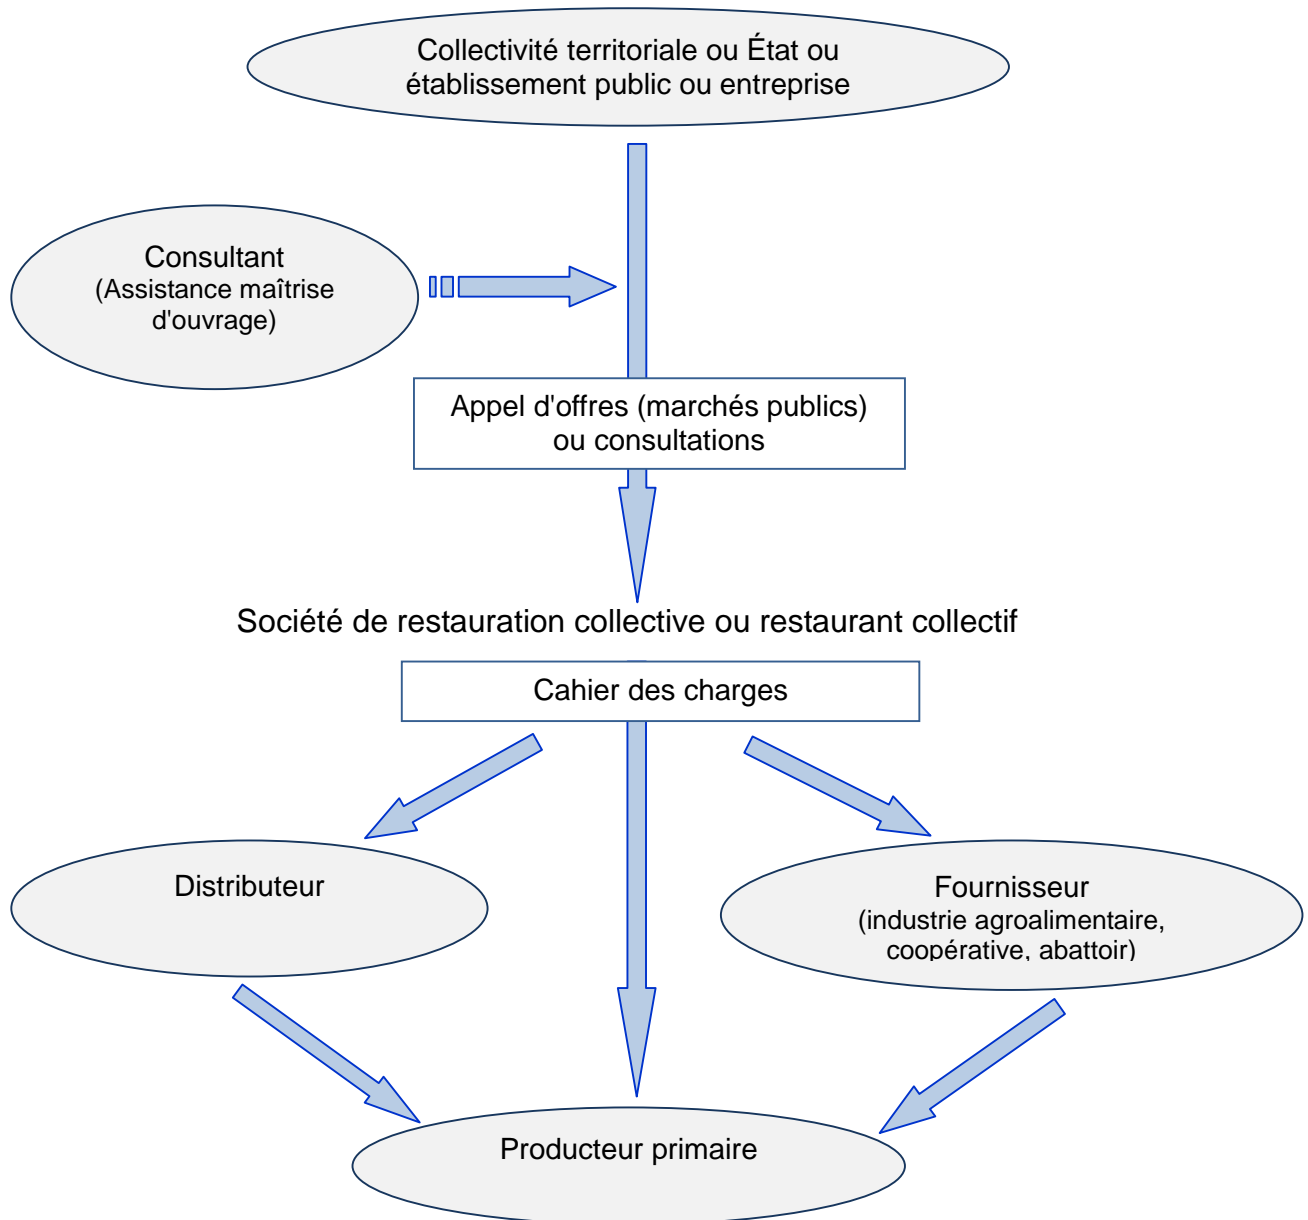 Collectivité territoriale ou État ou
établissement public ou entreprise
Consultant
(Assistance maîtrise
d'ouvrage)
Appel d'offres (marchés publics)
ou consultations
Société de restauration collective ou restaurant collectif
Cahier des charges
Distributeur
Fournisseur
(industrie agroalimentaire,
coopérative, abattoir)
Producteur primaire